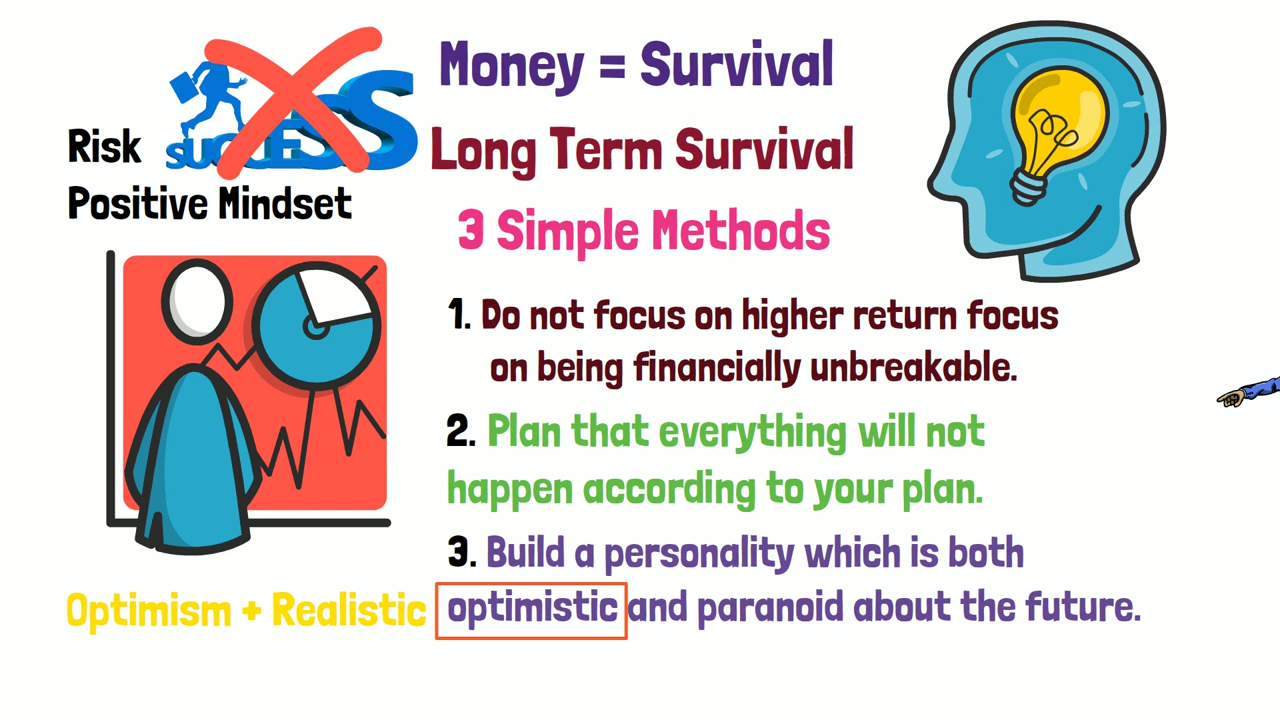 Money = Survival
SUCCESS
Risk
Long Term Survival
Positive Mindset
3 Simple Methods
1. Do not focus on higher return focus
on being financially unbreakable.
2. Plan that everything will not
happen according to your plan.
3. Build a personality which is both
optimistic and paranoid about the future.
Optimism + Realistic